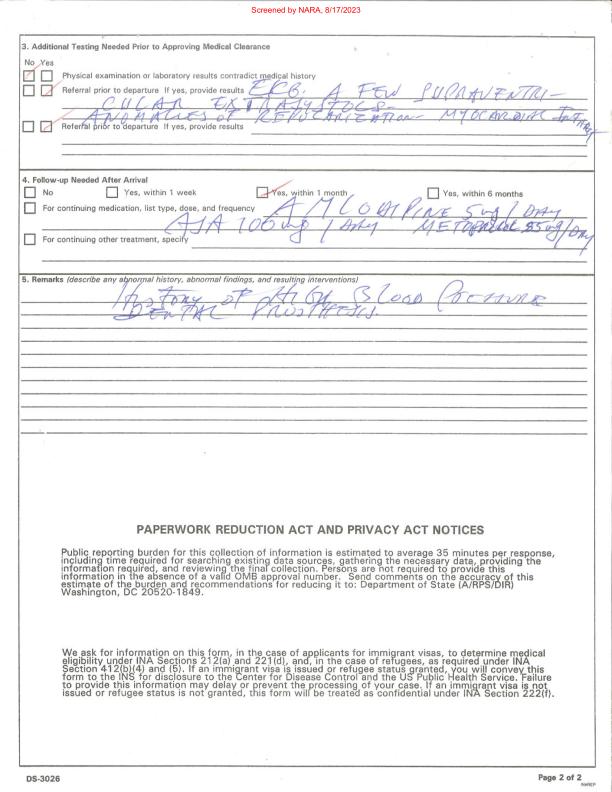 Screened by NARA, 8/17/2023
3. Additional Testing Needed Prior to Approving Medical Clearance
No Yes
Physical examination or laboratory results contradict medical history
Referral prior to departure If yes, provide results ECG. A FEW SUPRAVENTRI-
CULAR EXTRASYSTOLS-
ANOMALIES of REPOLARIZATION- MYOCARDIAL
Referral prior to departure If yes, provide results
4. Follow-up Needed After Arrival
No Yes, within 1 week Yes, within 1 month Yes, within 6 months
For continuing medication, list type, dose, and frequency AMLODIPINE 5mg / DAY
ASA 100mg / DAY METOPROLOL mg/DAY
For continuing other treatment, specify
5. Remarks (describe any abnormal history, abnormal findings, and resulting interventions)
History of High Blood Pressure
DENTAL PROSTHESIS.
PAPERWORK REDUCTION ACT AND PRIVACY ACT NOTICES
Public reporting burden for this collection of information is estimated to average 35 minutes per response,
including time required for searching existing data sources, gathering the necessary data, providing the
information required, and reviewing the final collection. Persons are not required to provide this
information in the absence of a valid OMB approval number. Send comments on the accuracy of this
estimate of the burden and recommendations for reducing it to: Department of State (A/RPS/DIR)
Washington, DC 20520-1849.
We ask for information on this form, in the case of applicants for immigrant visas, to determine medical
eligibility under INA Sections 212(a) and 221(d), and, in the case of refugees, as required under INA
Section 412(b)(4) and (5). If an immigrant visa is issued or refugee status granted, you will convey this
form to the INS for disclosure to the Center for Disease Control and the US Public Health Service. Failure
to provide this information may delay or prevent the processing of your case. If an immigrant visa is not
issued or refugee status is not granted, this form will be treated as confidential under INA Section 222(f).
DS-3026 Page 2 of 2